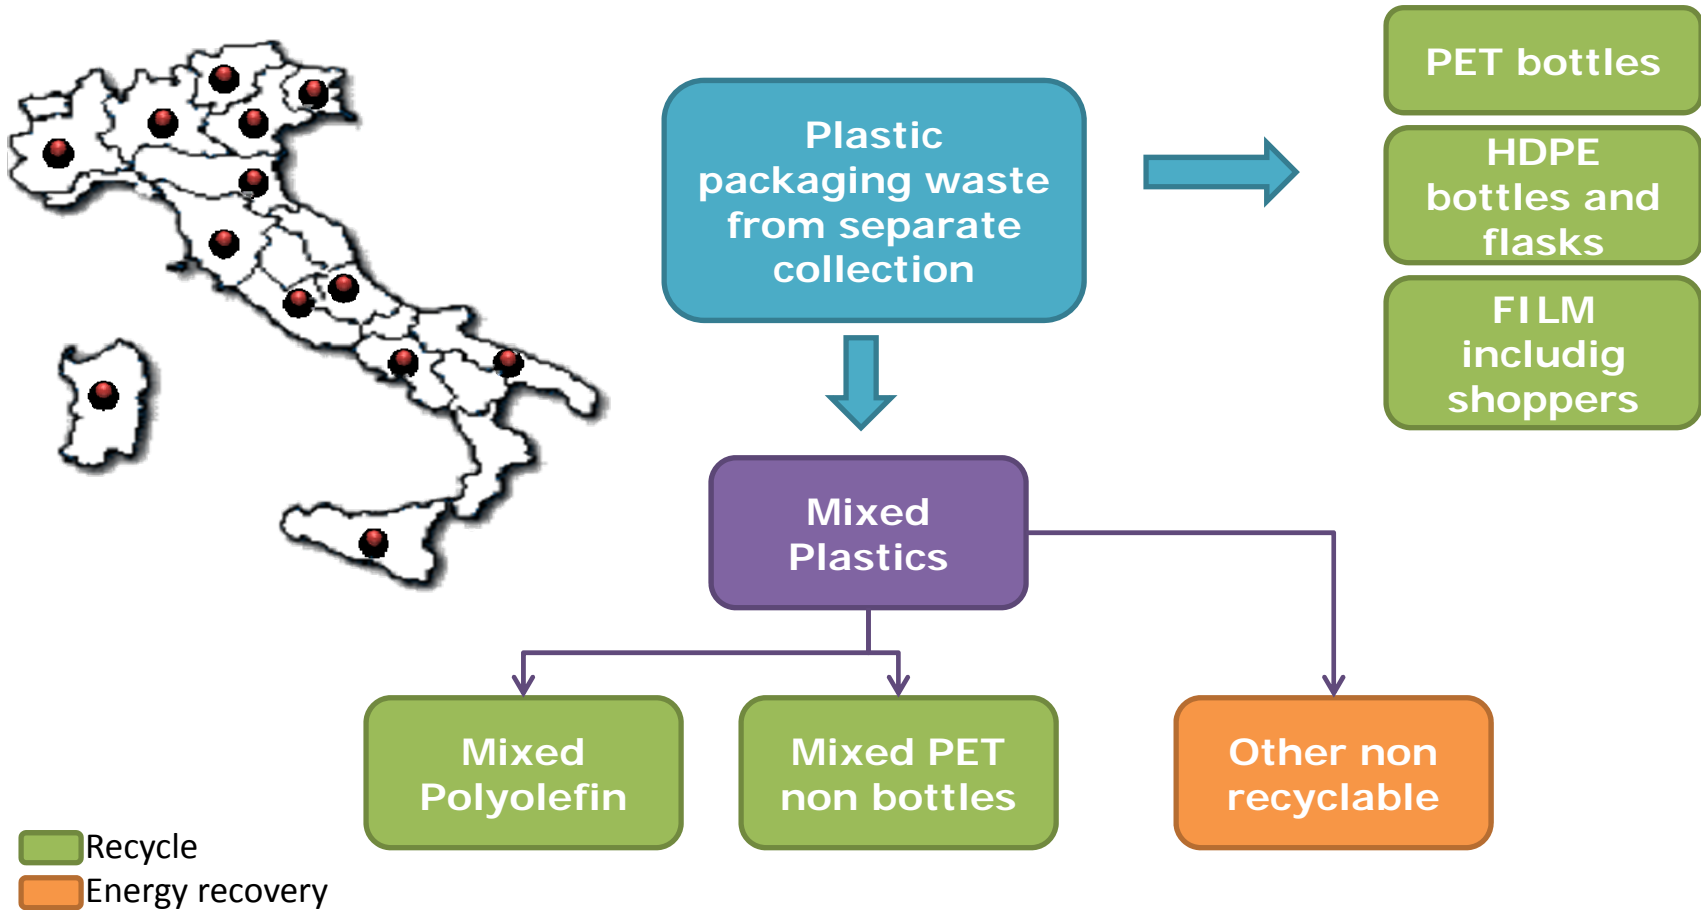 PET bottles
Plastic
packaging waste
from separate
collection
HDPE
bottles and
flasks
FILM
includig
shoppers
Mixed
Plastics
Mixed
Polyolefin
Mixed PET
non bottles
Other non
recyclable
Recycle
Energy recovery